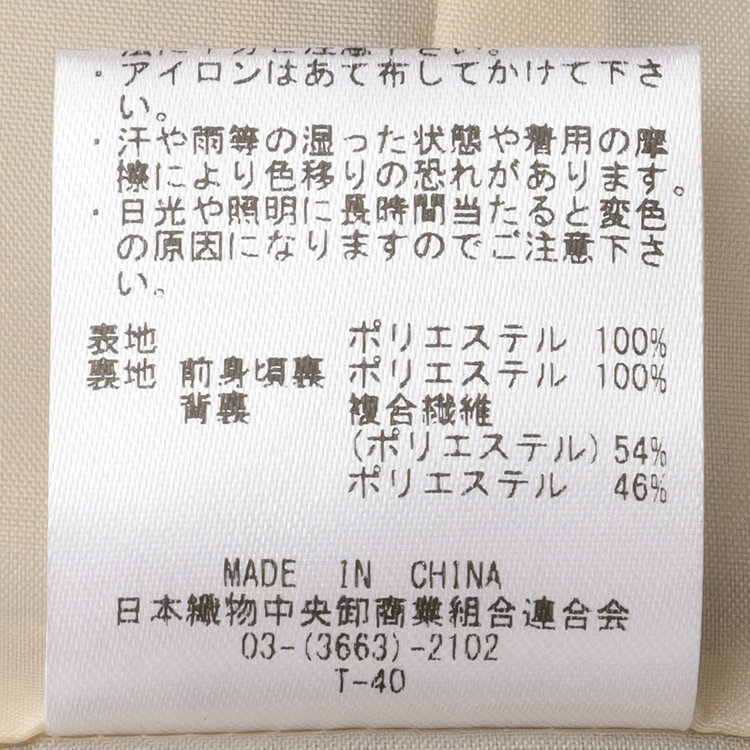 ・アイロンはあて布してかけて下さ
い。
・汗や雨等の湿った状態や着用の摩
擦により色移りの恐れがあります。
・日光や照明に長時間当たると変色
の原因になりますのでご注意下さ
い。
表地 ポリエステル 100%
裏地 前身頃裏 ポリエステル 100%
背裏 複合繊維
(ポリエステル) 54%
ポリエステル 46%
MADE IN CHINA
日本織物中央卸商業組合連合会
03-(3663)-2102
T-40